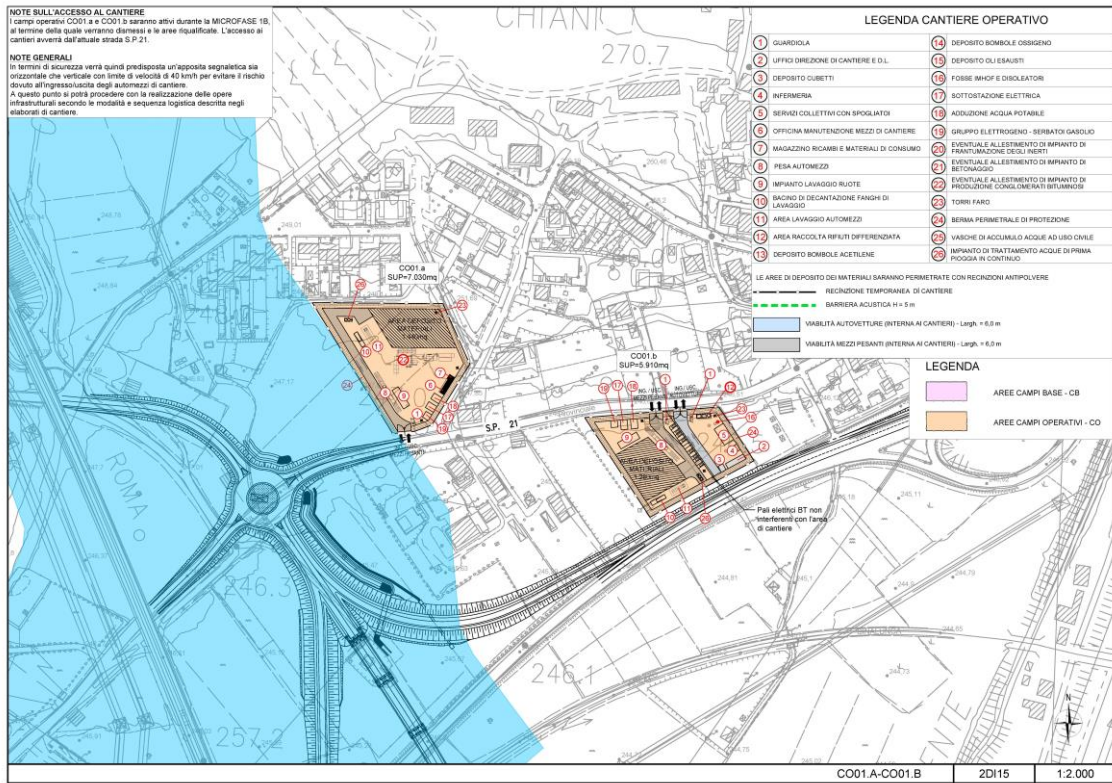 NOTE SULL'ACCESSO AL CANTIERE
I campi operativi CO01.a e CO01.b saranno attivi durante la MICROFASE 1B,
al termine della quale verranno dismessi e le aree riqualificate. L'accesso ai
cantieri avverrà dall'attuale strada S.P.21.
NOTE GENERALI
In termini di sicurezza verrà quindi predisposta un'apposita segnaletica sia
orizzontale che verticale con limite di velocità di 40 km/h per evitare il rischio
dovuto all'ingresso/uscita degli automezzi di cantiere.
A questo punto si potrà procedere con la realizzazione delle opere
infrastrutturali secondo le modalità e sequenza logistica descritta negli
elaborati di cantiere.
CHIANI
270.7
LEGENDA CANTIERE OPERATIVO
1 GUARDIOLA
2 UFFICI DIREZIONE DI CANTIERE E D.L.
3 DEPOSITO CUBETTI
4 INFERMERIA
5 SERVIZI COLLETTIVI CON SPOGLIATOI
6 OFFICINA MANUTENZIONE MEZZI DI CANTIERE
7 MAGAZZINO RICAMBI E MATERIALI DI CONSUMO
8 PESA AUTOMEZZI
9 IMPIANTO LAVAGGIO RUOTE
10 BACINO DI DECANTAZIONE FANGHI DI
LAVAGGIO
11 AREA LAVAGGIO AUTOMEZZI
12 AREA RACCOLTA RIFIUTI DIFFERENZIATA
13 DEPOSITO BOMBOLE ACETILENE
14 DEPOSITO BOMBOLE OSSIGENO
15 DEPOSITO OLI ESAUSTI
16 FOSSE IMHOF E DISOLEATORI
17 SOTTOSTAZIONE ELETTRICA
18 ADDUZIONE ACQUA POTABILE
19 GRUPPO ELETTROGENO - SERBATOI GASOLIO
20 EVENTUALE ALLESTIMENTO DI IMPIANTO DI
FRANTUMAZIONE DEGLI INERTI
21 EVENTUALE ALLESTIMENTO DI IMPIANTO DI
BETONAGGIO
22 EVENTUALE ALLESTIMENTO DI IMPIANTO DI
PRODUZIONE CONGLOMERATI BITUMINOSI
23 TORRI FARO
24 BERMA PERIMETRALE DI PROTEZIONE
25 VASCHE DI ACCUMULO ACQUE AD USO CIVILE
26 IMPIANTO DI TRATTAMENTO ACQUE DI PRIMA
PIOGGIA IN CONTINUO
LE AREE DI DEPOSITO DEI MATERIALI SARANNO PERIMETRATE CON RECINZIONI ANTIPOLVERE
RECINZIONE TEMPORANEA DI CANTIERE
BARRIERA ACUSTICA H = 5 m
VIABILITÀ AUTOVETTURE (INTERNA AI CANTIERI) - Largh. = 6,0 m
VIABILITÀ MEZZI PESANTI (INTERNA AI CANTIERI) - Largh. = 6,0 m
LEGENDA
AREE CAMPI BASE - CB
AREE CAMPI OPERATIVI - CO
CO01.a
SUP=7.030mq
AREA DEPOSITO
MATERIALI
CO01.b
SUP=5.910mq
ING./ USC.
MEZZI PESANTI
ING./ USC.
AUTOVETTURE
S.P. 21
Pali elettrici BT non
interferenti con l'area
di cantiere
ROMA
246.3
246.1
257.2
247,17
249,01
N
CO01.A-CO01.B
2DI15
1:2.000